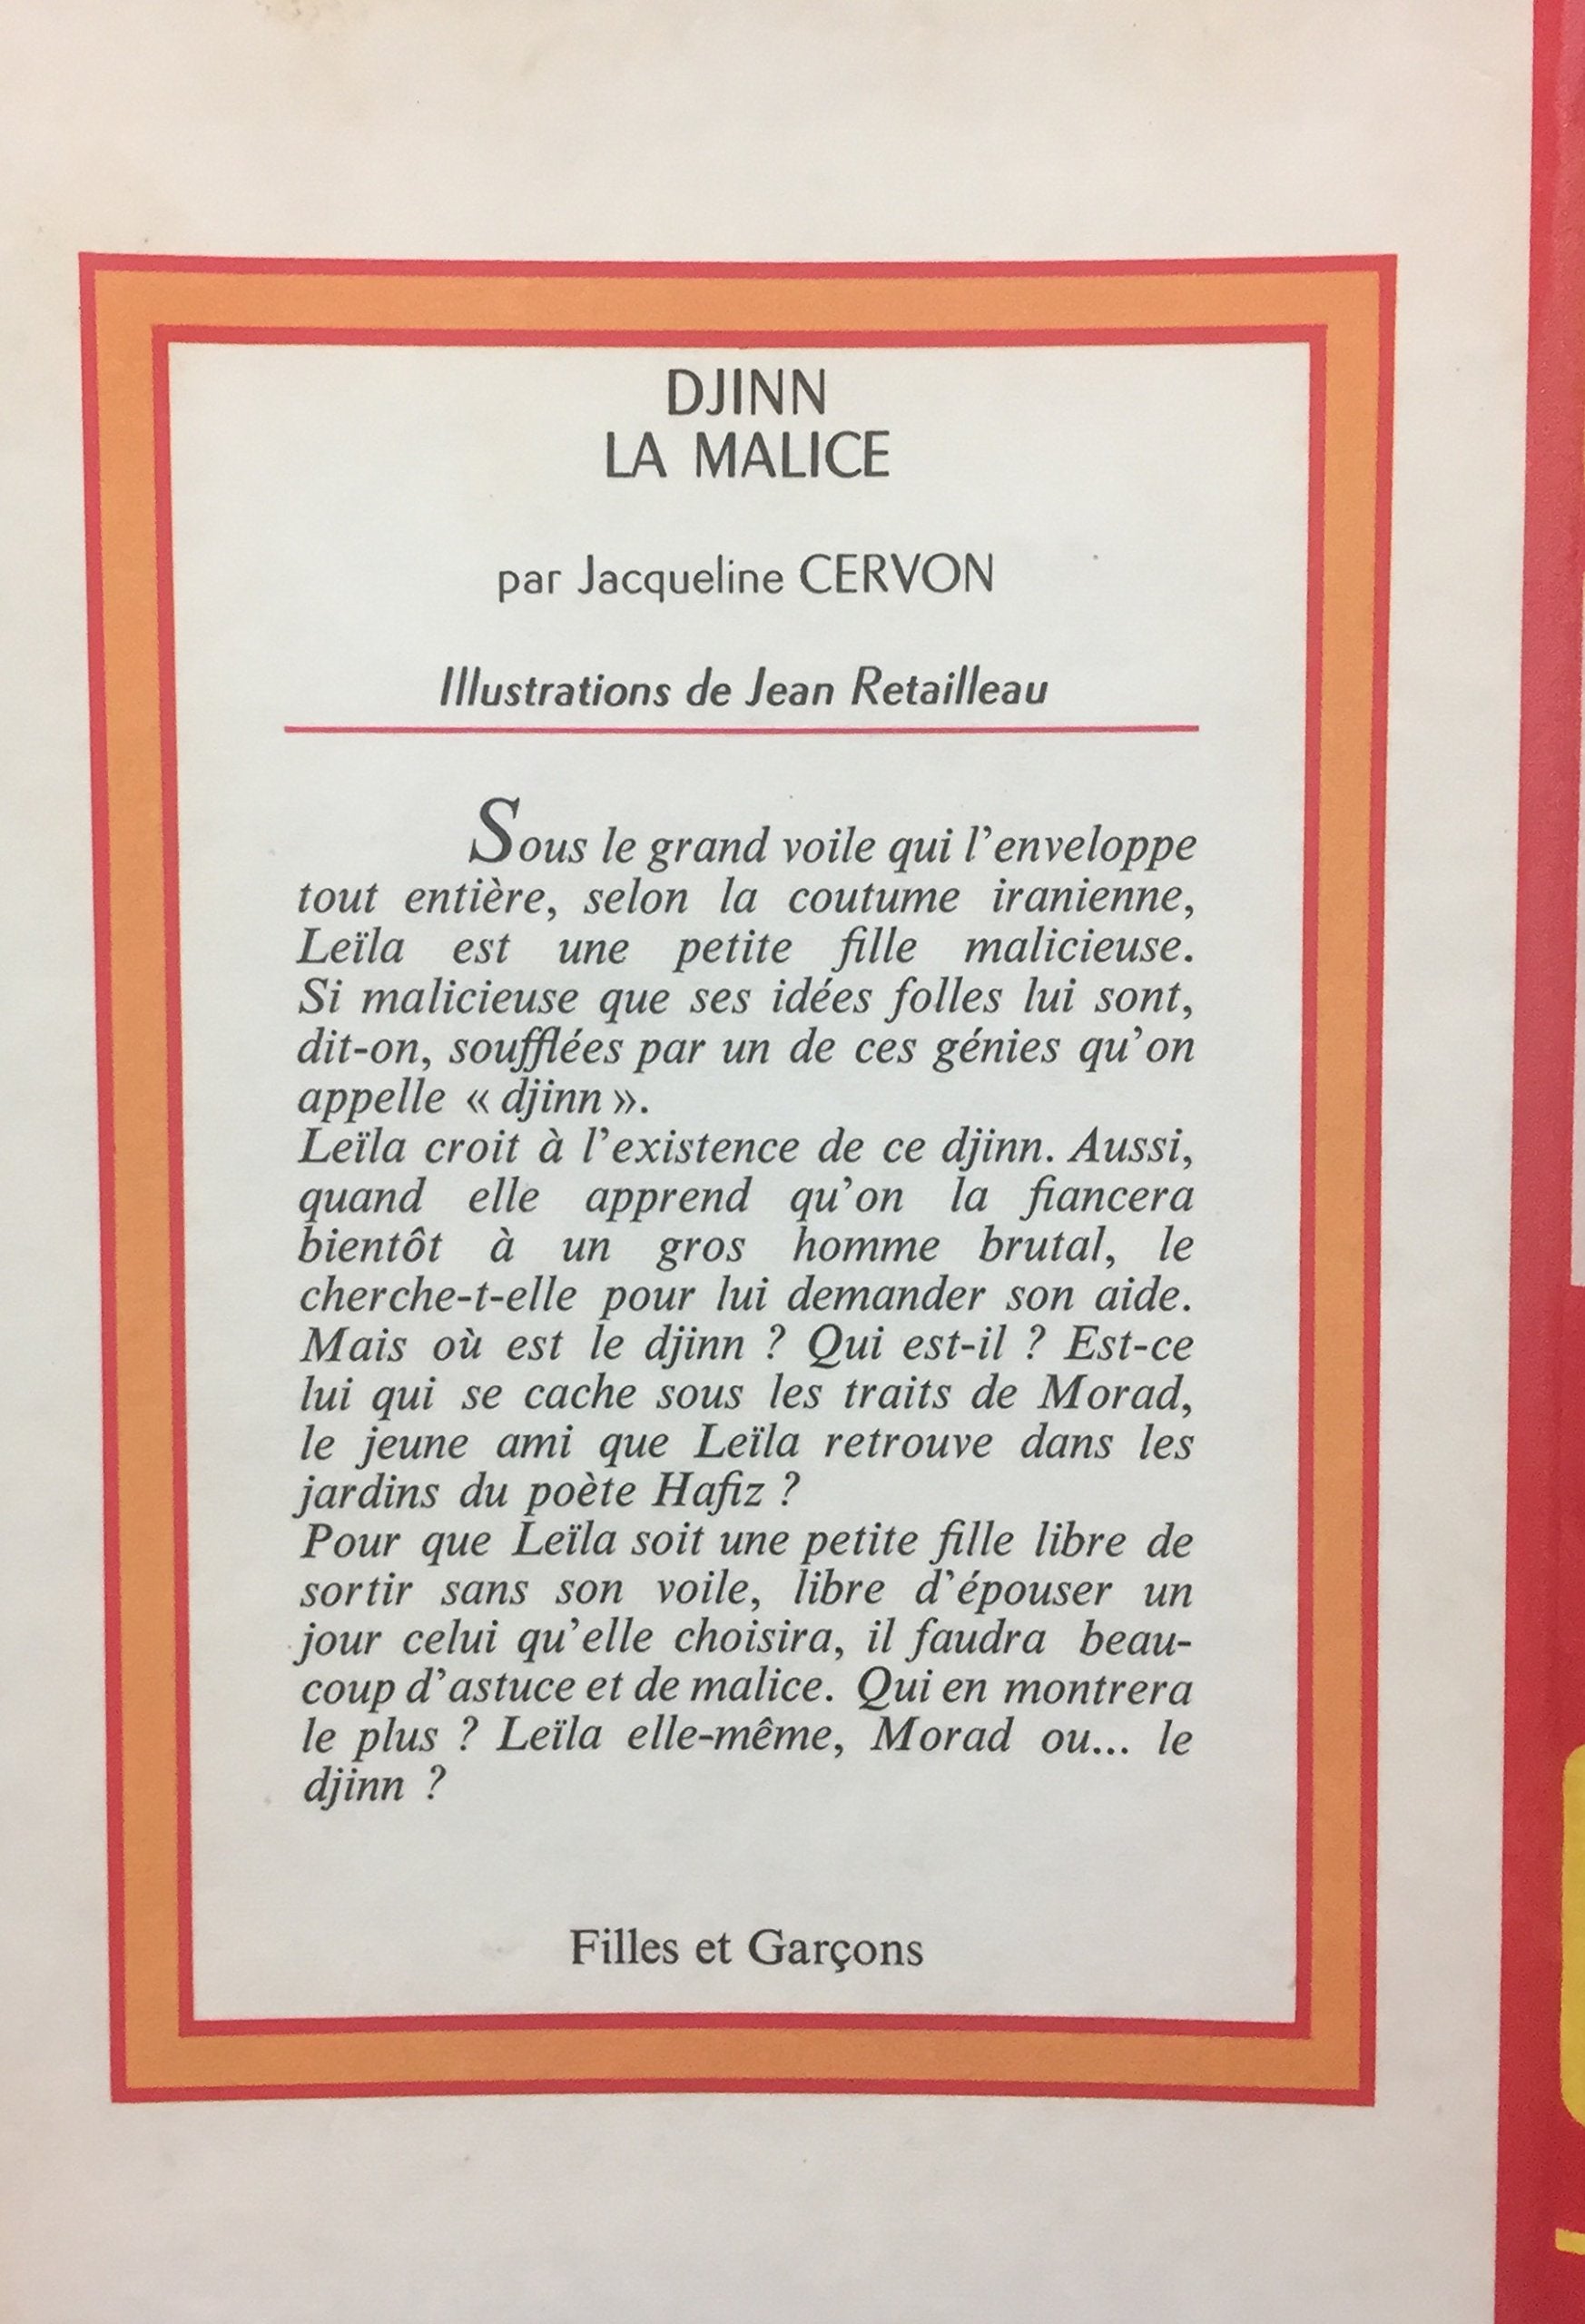 DJINN
LA MALICE
par Jacqueline CERVON
Illustrations de Jean Retailleau
Sous le grand voile qui l'enveloppe
tout entière, selon la coutume iranienne,
Leïla est une petite fille malicieuse.
Si malicieuse que ses idées folles lui sont,
dit-on, soufflées par un de ces génies qu'on
appelle « djinn ».
Leïla croit à l'existence de ce djinn. Aussi,
quand elle apprend qu'on la fiancera
bientôt à un gros homme brutal, le
cherche-t-elle pour lui demander son aide.
Mais où est le djinn ? Qui est-il ? Est-ce
lui qui se cache sous les traits de Morad,
le jeune ami que Leïla retrouve dans les
jardins du poète Hafiz ?
Pour que Leïla soit une petite fille libre de
sortir sans son voile, libre d'épouser un
jour celui qu'elle choisira, il faudra beau-
coup d'astuce et de malice. Qui en montrera
le plus ? Leïla elle-même, Morad ou... le
djinn ?
Filles et Garçons